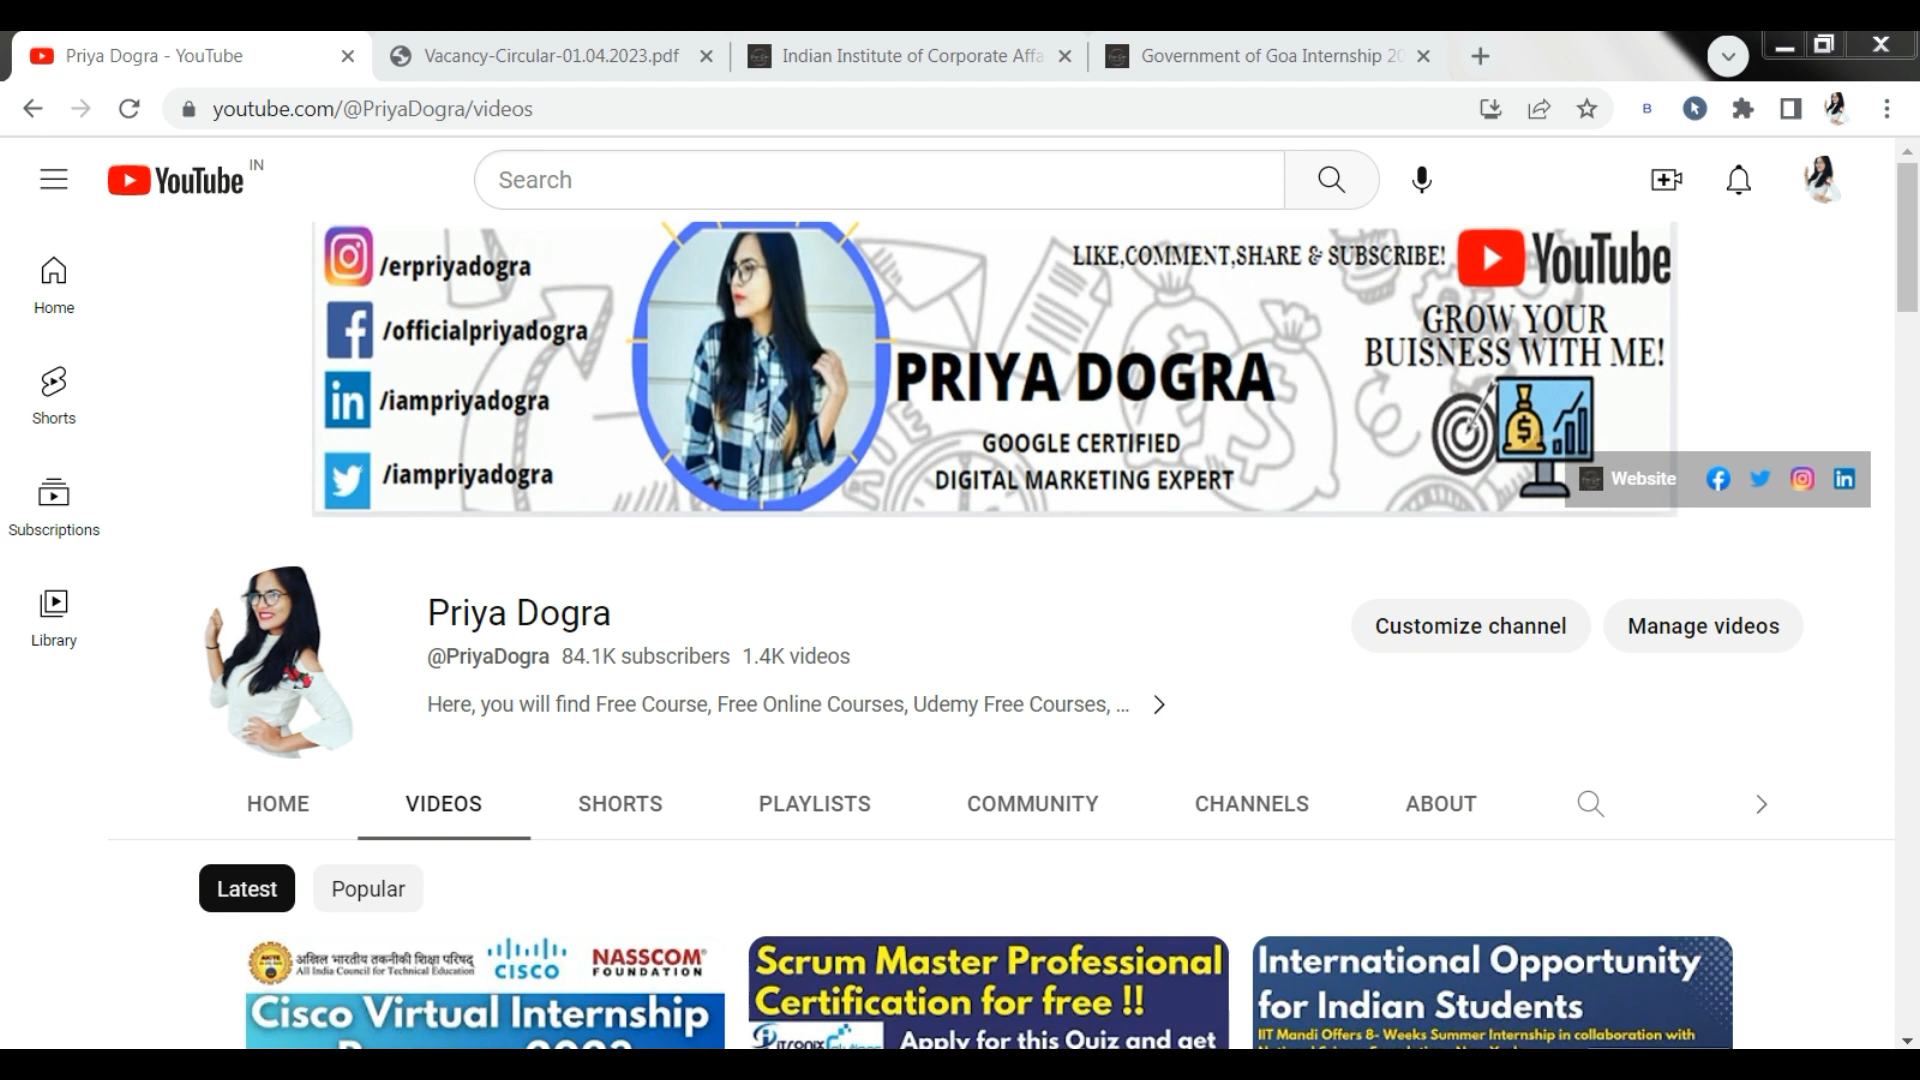 Priya Dogra - YouTube
Vacancy-Circular-01.04.2023.pdf
Indian Institute of Corporate Affa
Government of Goa Internship 20
youtube.com/@PriyaDogra/videos
B
YouTube IN
Search
Home
Shorts
Subscriptions
Library
/erpriyadogra
/officialpriyadogra
/iampriyadogra
/iampriyadogra
PRIYA DOGRA
GOOGLE CERTIFIED
DIGITAL MARKETING EXPERT
LIKE,COMMENT,SHARE & SUBSCRIBE!
YouTube
GROW YOUR
BUISNESS WITH ME!
Website
Priya Dogra
@PriyaDogra 84.1K subscribers 1.4K videos
Here, you will find Free Course, Free Online Courses, Udemy Free Courses, ...
Customize channel
Manage videos
HOME
VIDEOS
SHORTS
PLAYLISTS
COMMUNITY
CHANNELS
ABOUT
Latest
Popular
अखिल भारतीय तकनीकी शिक्षा परिषद्
All India Council for Technical Education
CISCO
NASSCOM®
FOUNDATION
Cisco Virtual Internship
Scrum Master Professional
Certification for free !!
Apply for this Quiz and get
International Opportunity
for Indian Students
IIT Mandi Offers 8- Weeks Summer Internship in collaboration with